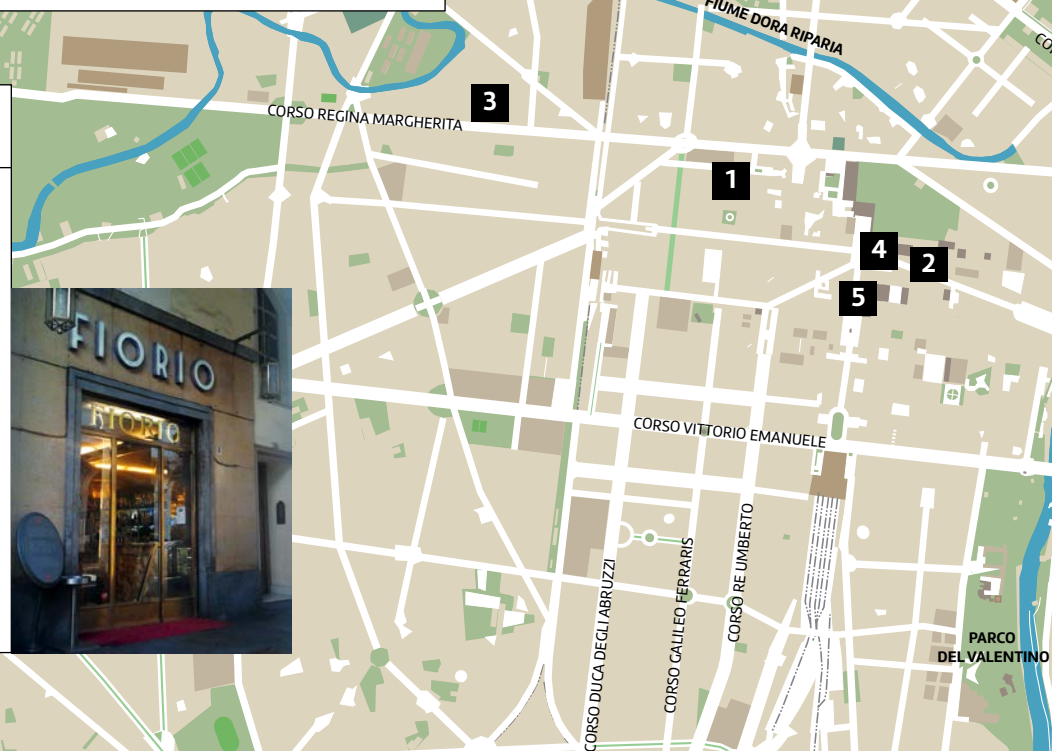 FIUME DORA RIPARIA
CO
3
CORSO REGINA MARGHERITA
1
4
2
5
FIORIO
FIORIO
CORSO VITTORIO EMANUELE
CORSO DUCA DEGLI ABRUZZI
CORSO GALILEO FERRARIS
CORSO RE UMBERTO
PARCO
DEL VALENTINO